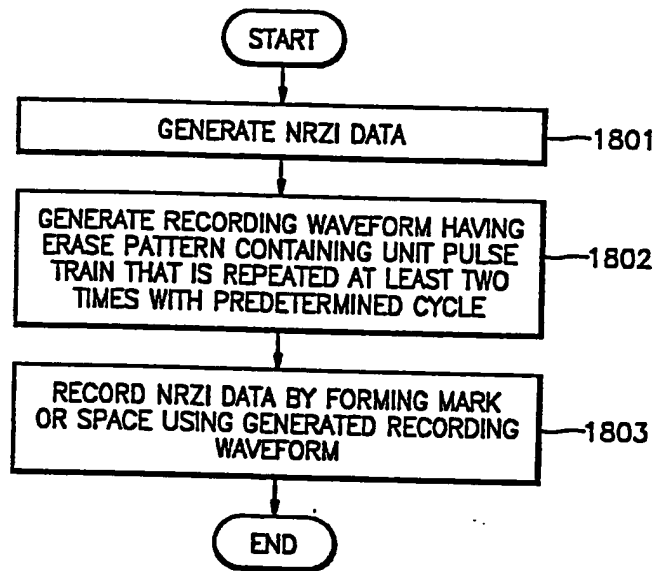 START
GENERATE NRZI DATA
1801
GENERATE RECORDING WAVEFORM HAVING
ERASE PATTERN CONTAINING UNIT PULSE
TRAIN THAT IS REPEATED AT LEAST TWO
TIMES WITH PREDETERMINED CYCLE
1802
RECORD NRZI DATA BY FORMING MARK
OR SPACE USING GENERATED RECORDING
WAVEFORM
1803
END